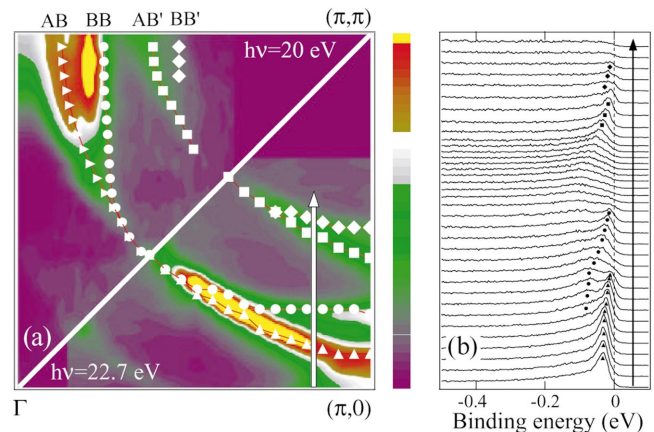 AB BB AB' BB' (π,π)
hν=20 eV
(a)
hν=22.7 eV
Γ (π,0)
(b)
-0.4 -0.2 0
Binding energy (eV)